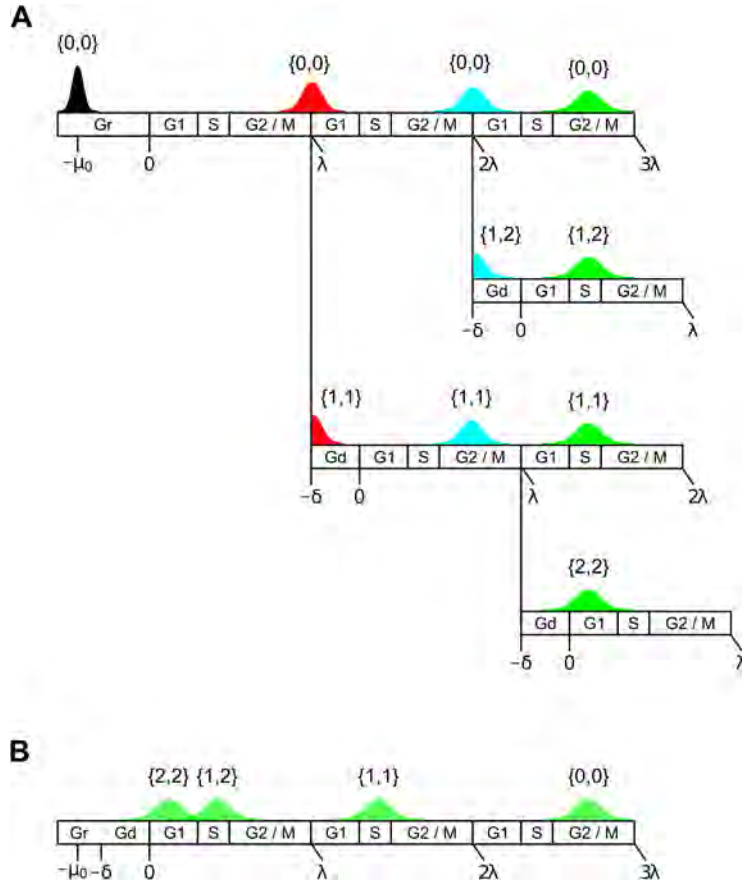 A
{0,0} {0,0} {0,0} {0,0}
Gr G1 S G2 / M G1 S G2 / M G1 S G2 / M
−μ₀ 0 λ 2λ 3λ
{1,2} {1,2}
Gd G1 S G2 / M
−δ 0 λ
{1,1} {1,1} {1,1}
Gd G1 S G2 / M G1 S G2 / M
−δ 0 λ 2λ
{2,2}
Gd G1 S G2 / M
−δ 0 λ
B
{2,2} {1,2} {1,1} {0,0}
Gr Gd G1 S G2 / M G1 S G2 / M G1 S G2 / M
−μ₀ −δ 0 λ 2λ 3λ